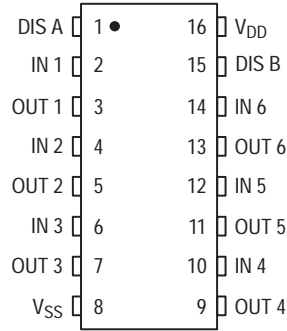 DIS A 1 16 VDD
IN 1 2 15 DIS B
OUT 1 3 14 IN 6
IN 2 4 13 OUT 6
OUT 2 5 12 IN 5
IN 3 6 11 OUT 5
OUT 3 7 10 IN 4
VSS 8 9 OUT 4